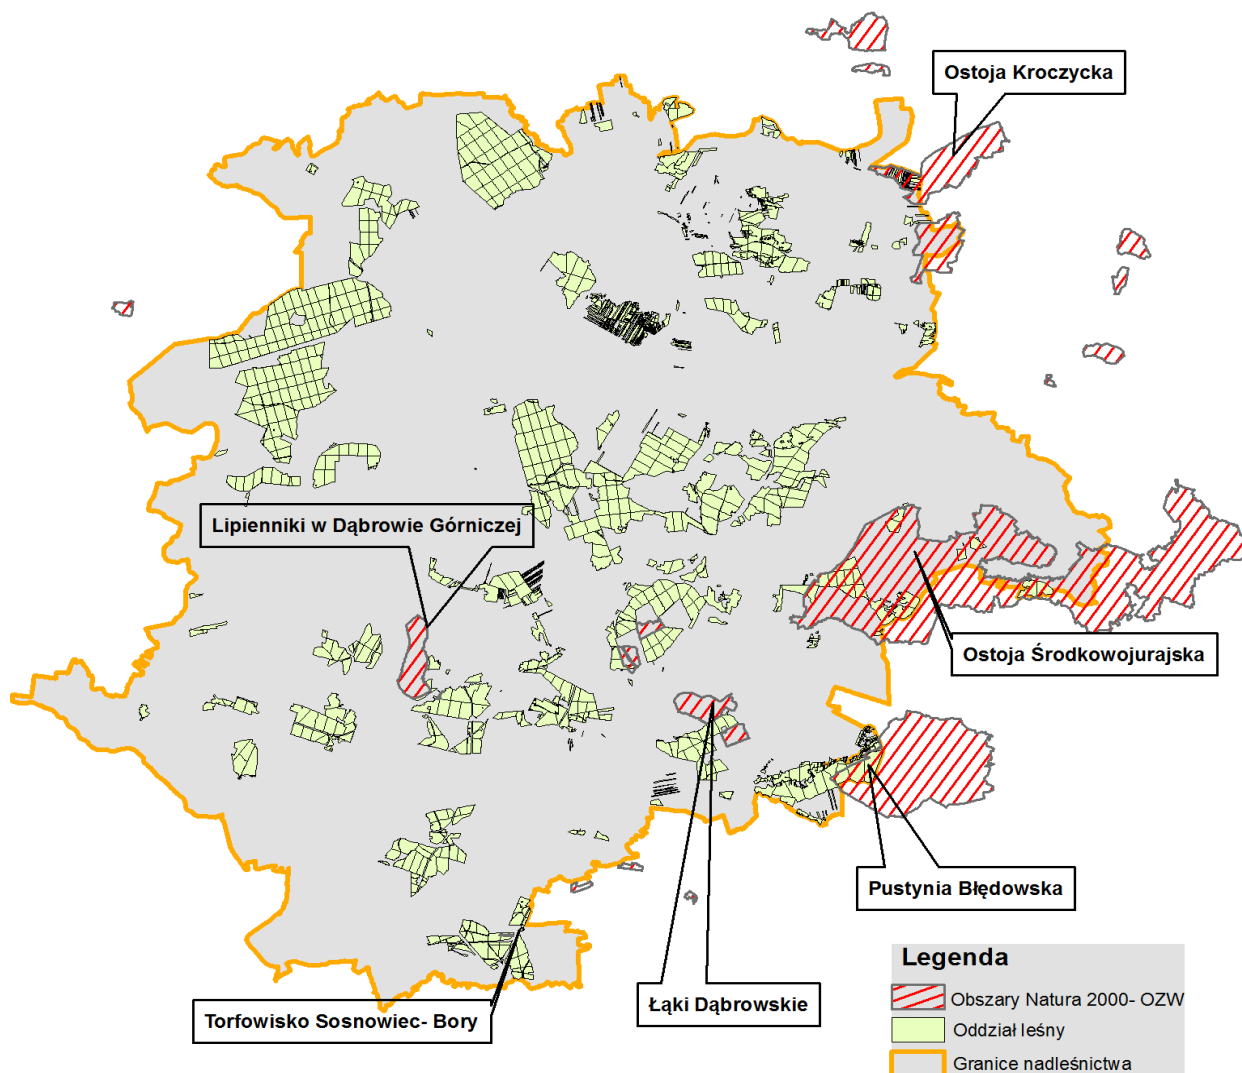 Ostoja Kroczycka
Lipienniki w Dąbrowie Górniczej
Ostoja Środkowojurajska
Pustynia Błędowska
Łąki Dąbrowskie
Torfowisko Sosnowiec- Bory
Legenda
Obszary Natura 2000- OZW
Oddział leśny
Granice nadleśnictwa